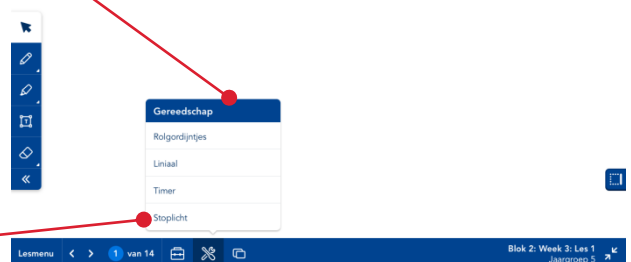 Gereedschap
Rolgordijntjes
Liniaal
Timer
Stoplicht
Lesmenu 1 van 14
Blok 2: Week 3: Les 1
Jaargroep 5